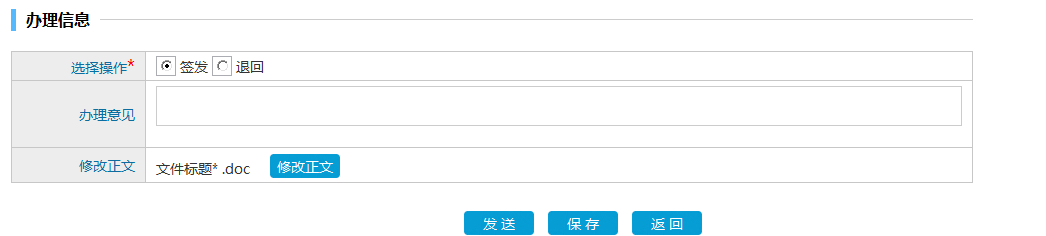 办理信息
选择操作* 签发 退回
办理意见
修改正文 文件标题* .doc 修改正文
发 送 保 存 返 回